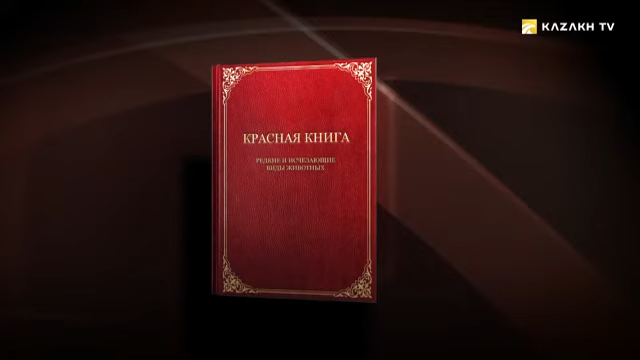 KAZAKH TV
КРАСНАЯ КНИГА
РЕДКИЕ И ИСЧЕЗАЮЩИЕ
ВИДЫ ЖИВОТНЫХ